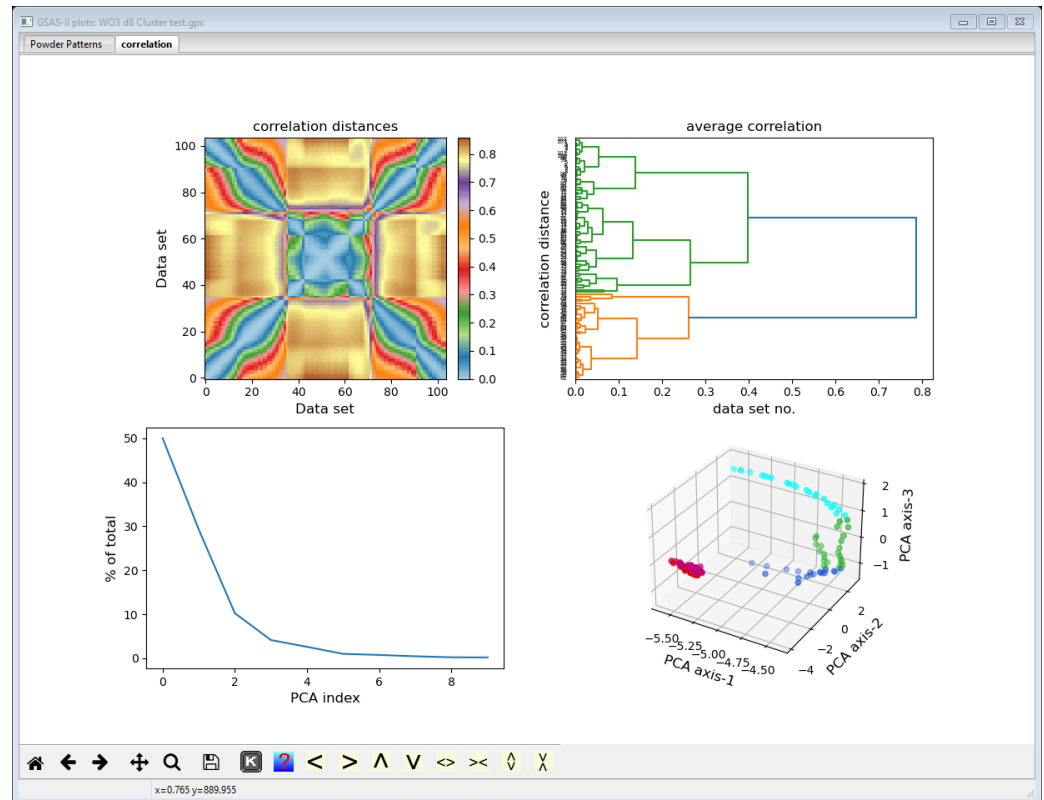 GSAS-II plots: WO3 d8 Cluster test.gpx
Powder Patterns correlation
correlation distances
100
80
60
40
20
0
Data set
0 20 40 60 80 100
Data set
0.8
0.7
0.6
0.5
0.4
0.3
0.2
0.1
0.0
average correlation
correlation distance
0.0 0.1 0.2 0.3 0.4 0.5 0.6 0.7 0.8
data set no.
50
40
30
20
10
0
% of total
0 2 4 6 8
PCA index
2
1
0
−1
PCA axis-3
2
0
−2
−4
PCA axis-2
−5.50 −5.25 −5.00 −4.75 −4.50
PCA axis-1
K ? < > Λ V <> ><
x=0.765 y=889.955